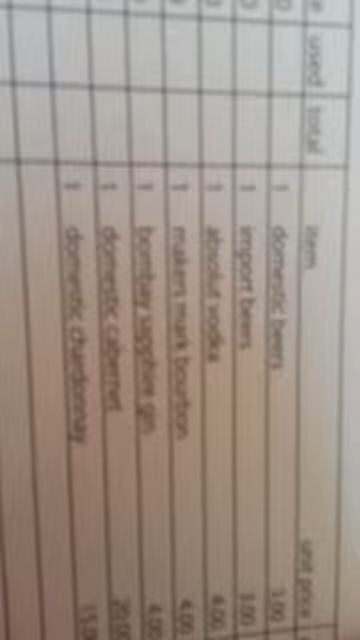 used total item unit price
1 domestic beers 3.00
1 import beers 3.00
1 absolut vodka 4.00
1 makers mark bourbon 4.00
1 bombay sapphire gin 4.00
1 domestic cabernet 20.00
1 domestic chardonnay